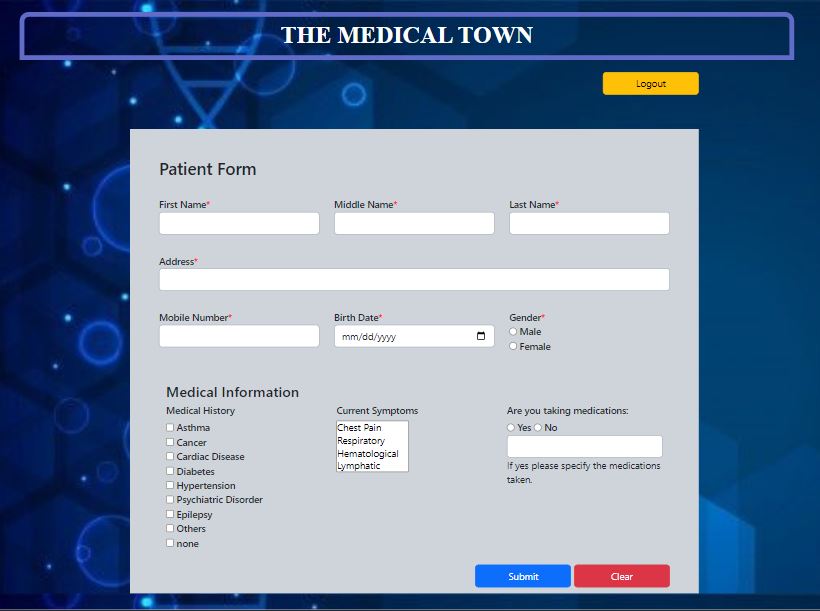 THE MEDICAL TOWN
Logout
Patient Form
First Name* Middle Name* Last Name*
Address*
Mobile Number* Birth Date* Gender*
mm/dd/yyyy
Male
Female
Medical Information
Medical History
Asthma
Cancer
Cardiac Disease
Diabetes
Hypertension
Psychiatric Disorder
Epilepsy
Others
none
Current Symptoms
Chest Pain
Respiratory
Hematological
Lymphatic
Are you taking medications:
Yes No
If yes please specify the medications
taken.
Submit Clear